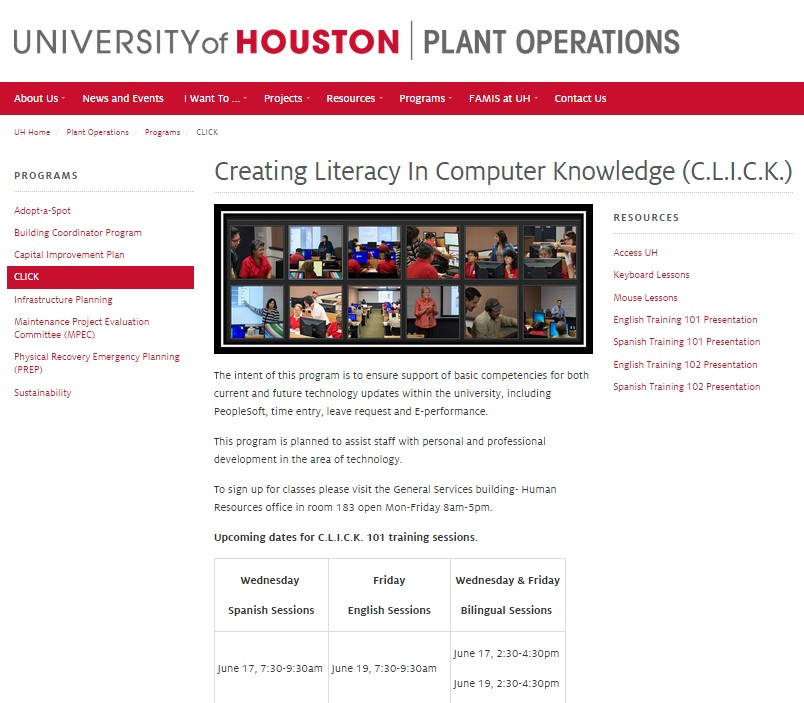 UNIVERSITY of HOUSTON | PLANT OPERATIONS
About Us News and Events I Want To ... Projects Resources Programs FAMIS at UH Contact Us
UH Home / Plant Operations / Programs / CLICK
PROGRAMS
Adopt-a-Spot
Building Coordinator Program
Capital Improvement Plan
CLICK
Infrastructure Planning
Maintenance Project Evaluation
Committee (MPEC)
Physical Recovery Emergency Planning
(PREP)
Sustainability
Creating Literacy In Computer Knowledge (C.L.I.C.K.)
The intent of this program is to ensure support of basic competencies for both
current and future technology updates within the university, including
PeopleSoft, time entry, leave request and E-performance.
This program is planned to assist staff with personal and professional
development in the area of technology.
To sign up for classes please visit the General Services building- Human
Resources office in room 183 open Mon-Friday 8am-5pm.
Upcoming dates for C.L.I.C.K. 101 training sessions.
Wednesday Friday Wednesday & Friday
Spanish Sessions English Sessions Bilingual Sessions
June 17, 7:30-9:30am June 19, 7:30-9:30am
June 17, 2:30-4:30pm
June 19, 2:30-4:30pm
RESOURCES
Access UH
Keyboard Lessons
Mouse Lessons
English Training 101 Presentation
Spanish Training 101 Presentation
English Training 102 Presentation
Spanish Training 102 Presentation